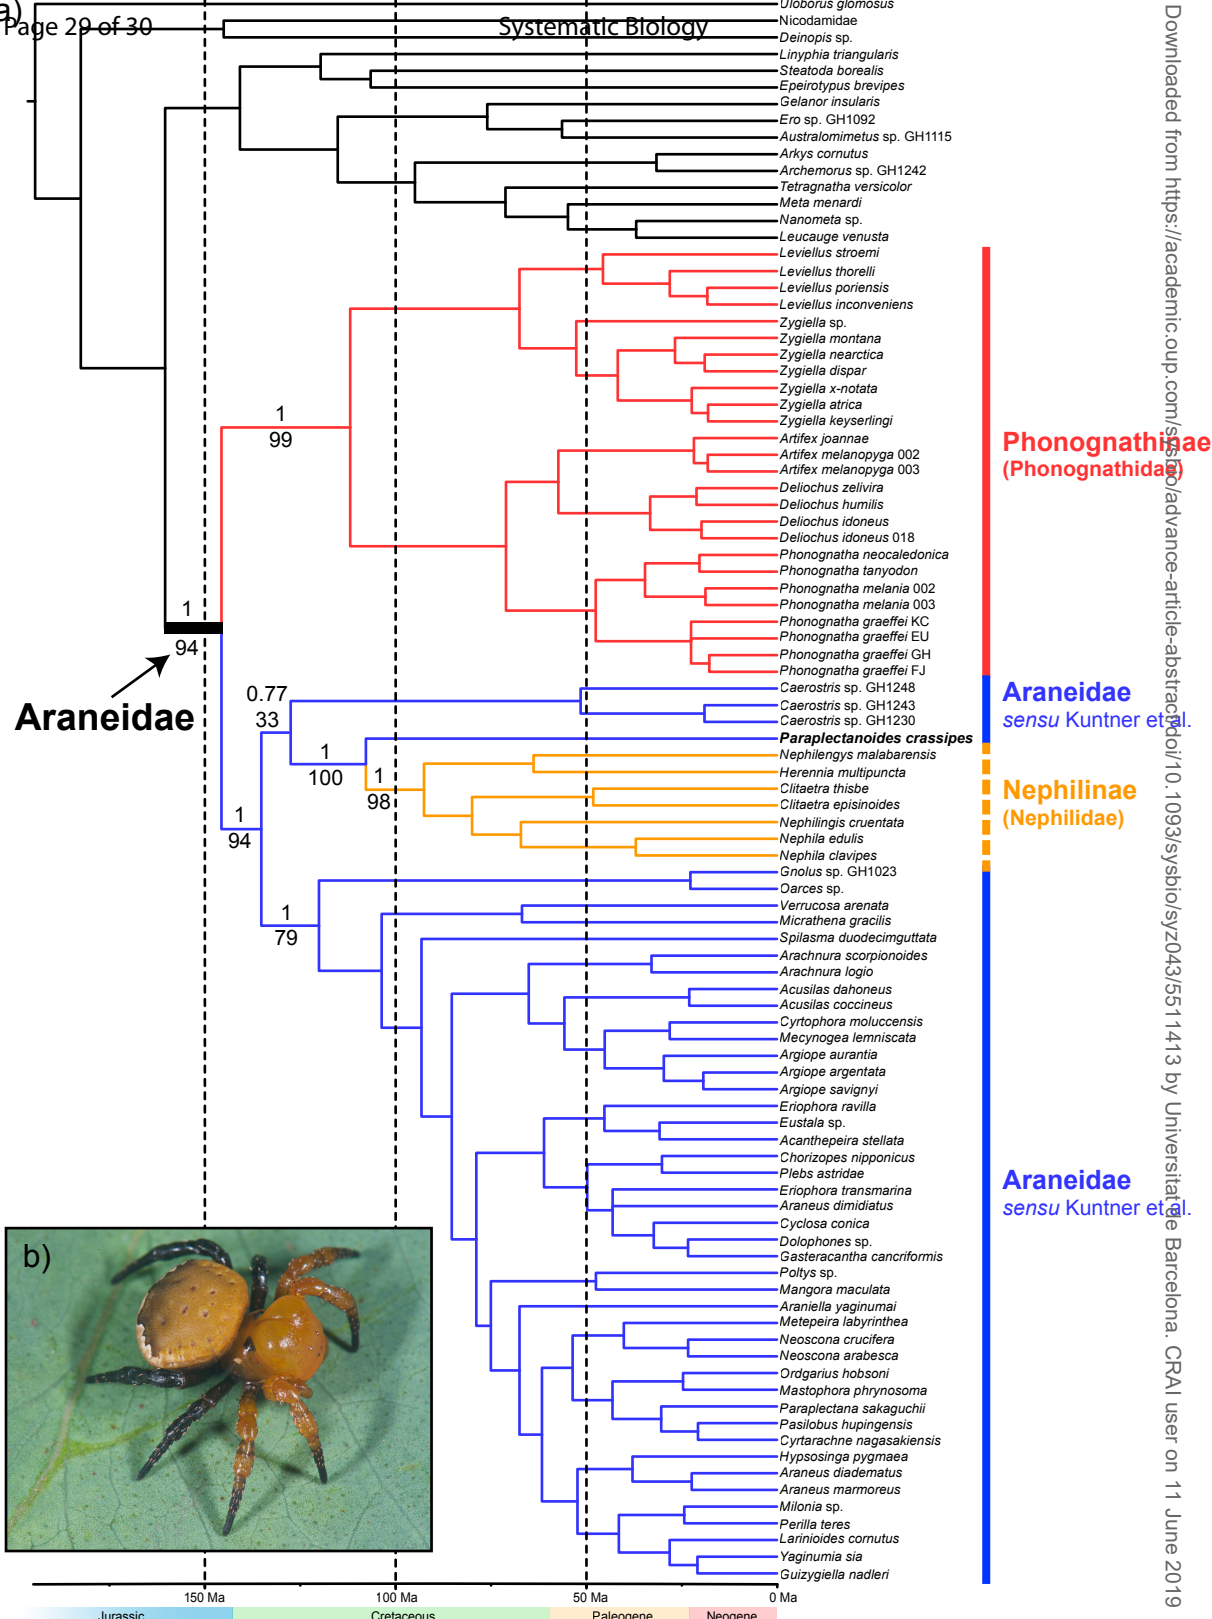 a)
Page 29 of 30
Systematic Biology
Uloborus glomosus
Nicodamidae
Deinopis sp.
Linyphia triangularis
Steatoda borealis
Epeirotypus brevipes
Gelanor insularis
Ero sp. GH1092
Australomimetus sp. GH1115
Arkys cornutus
Archemorus sp. GH1242
Tetragnatha versicolor
Meta menardi
Nanometa sp.
Leucauge venusta
Leviellus stroemi
Leviellus thorelli
Leviellus poriensis
Leviellus inconveniens
Zygiella sp.
Zygiella montana
Zygiella nearctica
Zygiella dispar
Zygiella x-notata
Zygiella atrica
Zygiella keyserlingi
Artifex joannae
Artifex melanopyga 002
Artifex melanopyga 003
Deliochus zelivira
Deliochus humilis
Deliochus idoneus
Deliochus idoneus 018
Phonognatha neocaledonica
Phonognatha tanyodon
Phonognatha melania 002
Phonognatha melania 003
Phonognatha graeffei KC
Phonognatha graeffei EU
Phonognatha graeffei GH
Phonognatha graeffei FJ
Caerostris sp. GH1248
Caerostris sp. GH1243
Caerostris sp. GH1230
Paraplectanoides crassipes
Nephilengys malabarensis
Herennia multipuncta
Clitaetra thisbe
Clitaetra episinoides
Nephilingis cruentata
Nephila edulis
Nephila clavipes
Gnolus sp. GH1023
Oarces sp.
Verrucosa arenata
Micrathena gracilis
Spilasma duodecimguttata
Arachnura scorpionoides
Arachnura logio
Acusilas dahoneus
Acusilas coccineus
Cyrtophora moluccensis
Mecynogea lemniscata
Argiope aurantia
Argiope argentata
Argiope savignyi
Eriophora ravilla
Eustala sp.
Acanthepeira stellata
Chorizopes nipponicus
Plebs astridae
Eriophora transmarina
Araneus dimidiatus
Cyclosa conica
Dolophones sp.
Gasteracantha cancriformis
Poltys sp.
Mangora maculata
Araniella yaginumai
Metepeira labyrinthea
Neoscona crucifera
Neoscona arabesca
Ordgarius hobsoni
Mastophora phrynosoma
Paraplectana sakaguchii
Pasilobus hupingensis
Cyrtarachne nagasakiensis
Hypsosinga pygmaea
Araneus diadematus
Araneus marmoreus
Milonia sp.
Perilla teres
Larinioides cornutus
Yaginumia sia
Guizygiella nadleri
1
99
1
94
Araneidae
0.77
33
1
100
1
98
1
94
1
79
Phonognathinae
(Phonognathidae)
Araneidae
sensu Kuntner et al.
Nephilinae
(Nephilidae)
Araneidae
sensu Kuntner et al.
b)
150 Ma
100 Ma
50 Ma
0 Ma
Jurassic
Cretaceous
Paleogene
Neogene
Downloaded from https://academic.oup.com/sysbio/advance-article-abstract/doi/10.1093/sysbio/syz043/5511413 by Universitat de Barcelona. CRAI user on 11 June 2019